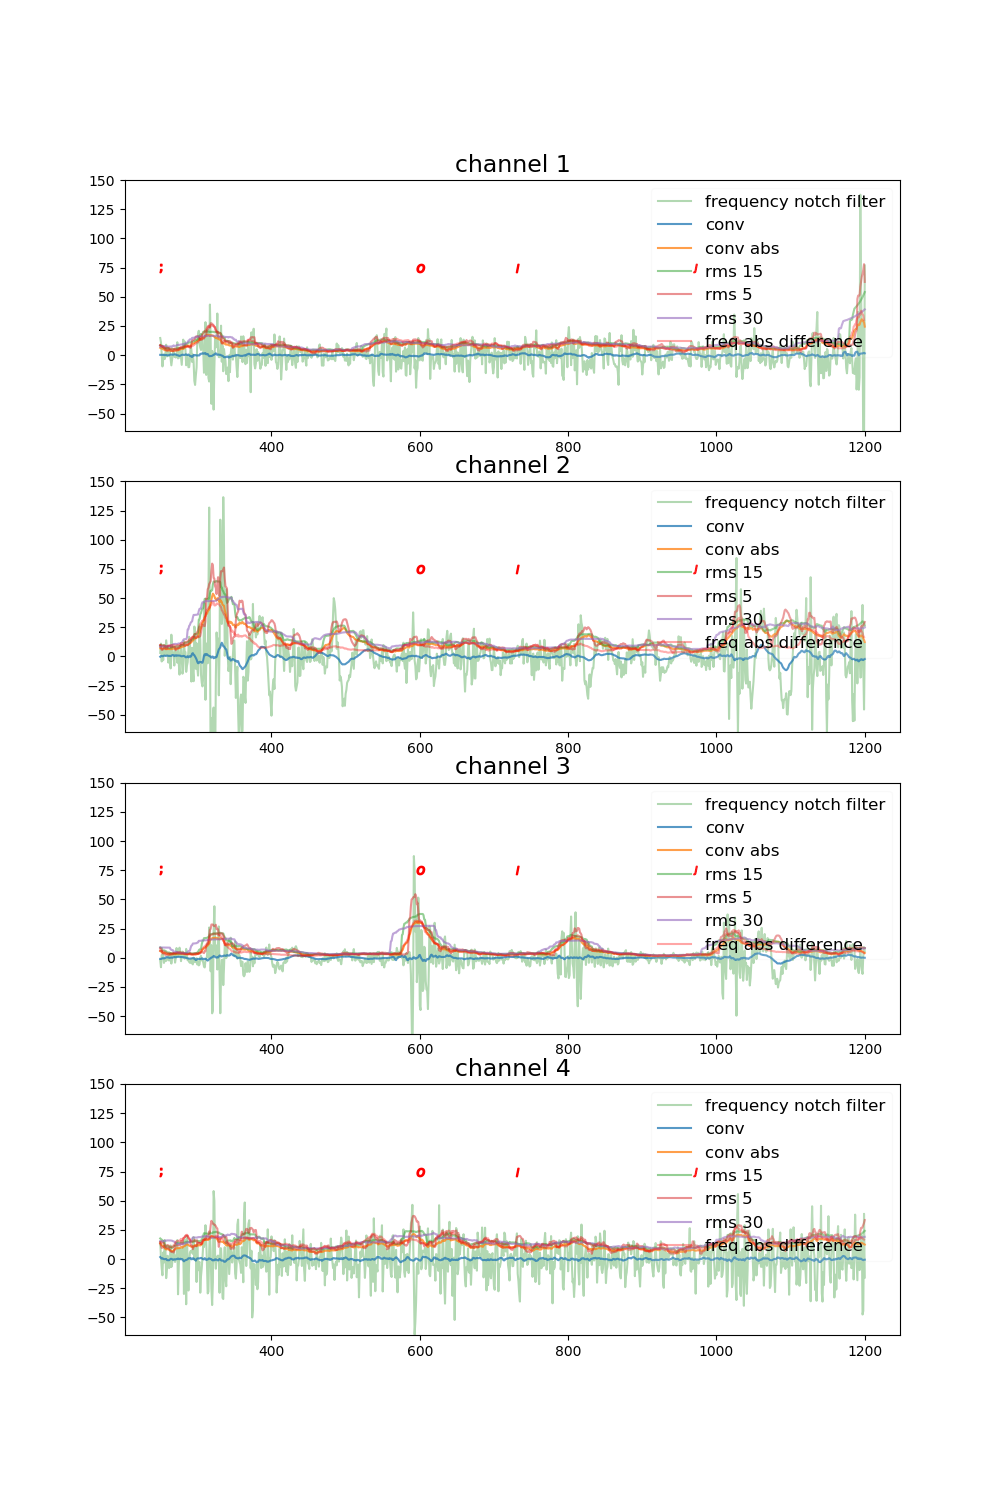 channel 1
150
125
100
75
50
25
0
−25
−50
; o l J
frequency notch filter
conv
conv abs
rms 15
rms 5
rms 30
freq abs difference
400 600 800 1000 1200
channel 2
150
125
100
75
50
25
0
−25
−50
; o l J
frequency notch filter
conv
conv abs
rms 15
rms 5
rms 30
freq abs difference
400 600 800 1000 1200
channel 3
150
125
100
75
50
25
0
−25
−50
; o l J
frequency notch filter
conv
conv abs
rms 15
rms 5
rms 30
freq abs difference
400 600 800 1000 1200
channel 4
150
125
100
75
50
25
0
−25
−50
; o l J
frequency notch filter
conv
conv abs
rms 15
rms 5
rms 30
freq abs difference
400 600 800 1000 1200